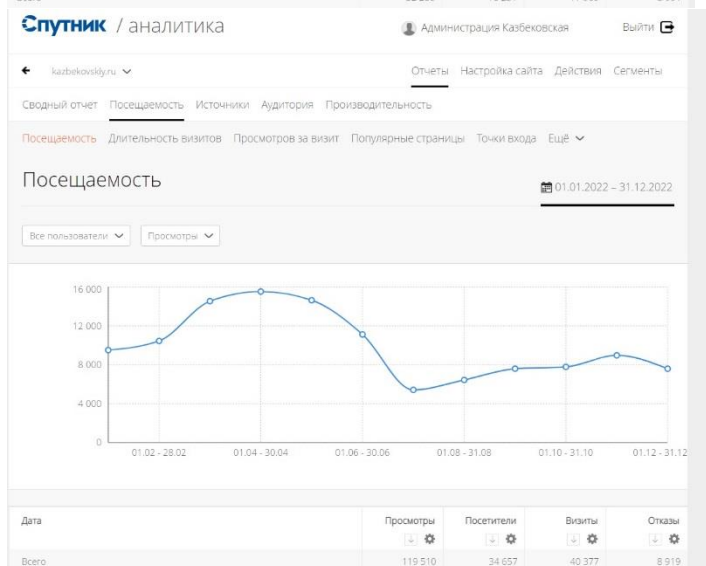 Спутник / аналитика Администрация Казбековская Выйти
kazbekovskiy.ru Отчеты Настройка сайта Действия Сегменты
Сводный отчет Посещаемость Источники Аудитория Производительность
Посещаемость Длительность визитов Просмотров за визит Популярные страницы Точки входа Ещё
Посещаемость 01.01.2022 – 31.12.2022
Все пользователи Просмотры
16 000
12 000
8 000
4 000
0
01.02 - 28.02 01.04 - 30.04 01.06 - 30.06 01.08 - 31.08 01.10 - 31.10 01.12 - 31.12
Дата Просмотры Посетители Визиты Отказы
Всего 119 510 34 657 40 377 8 919